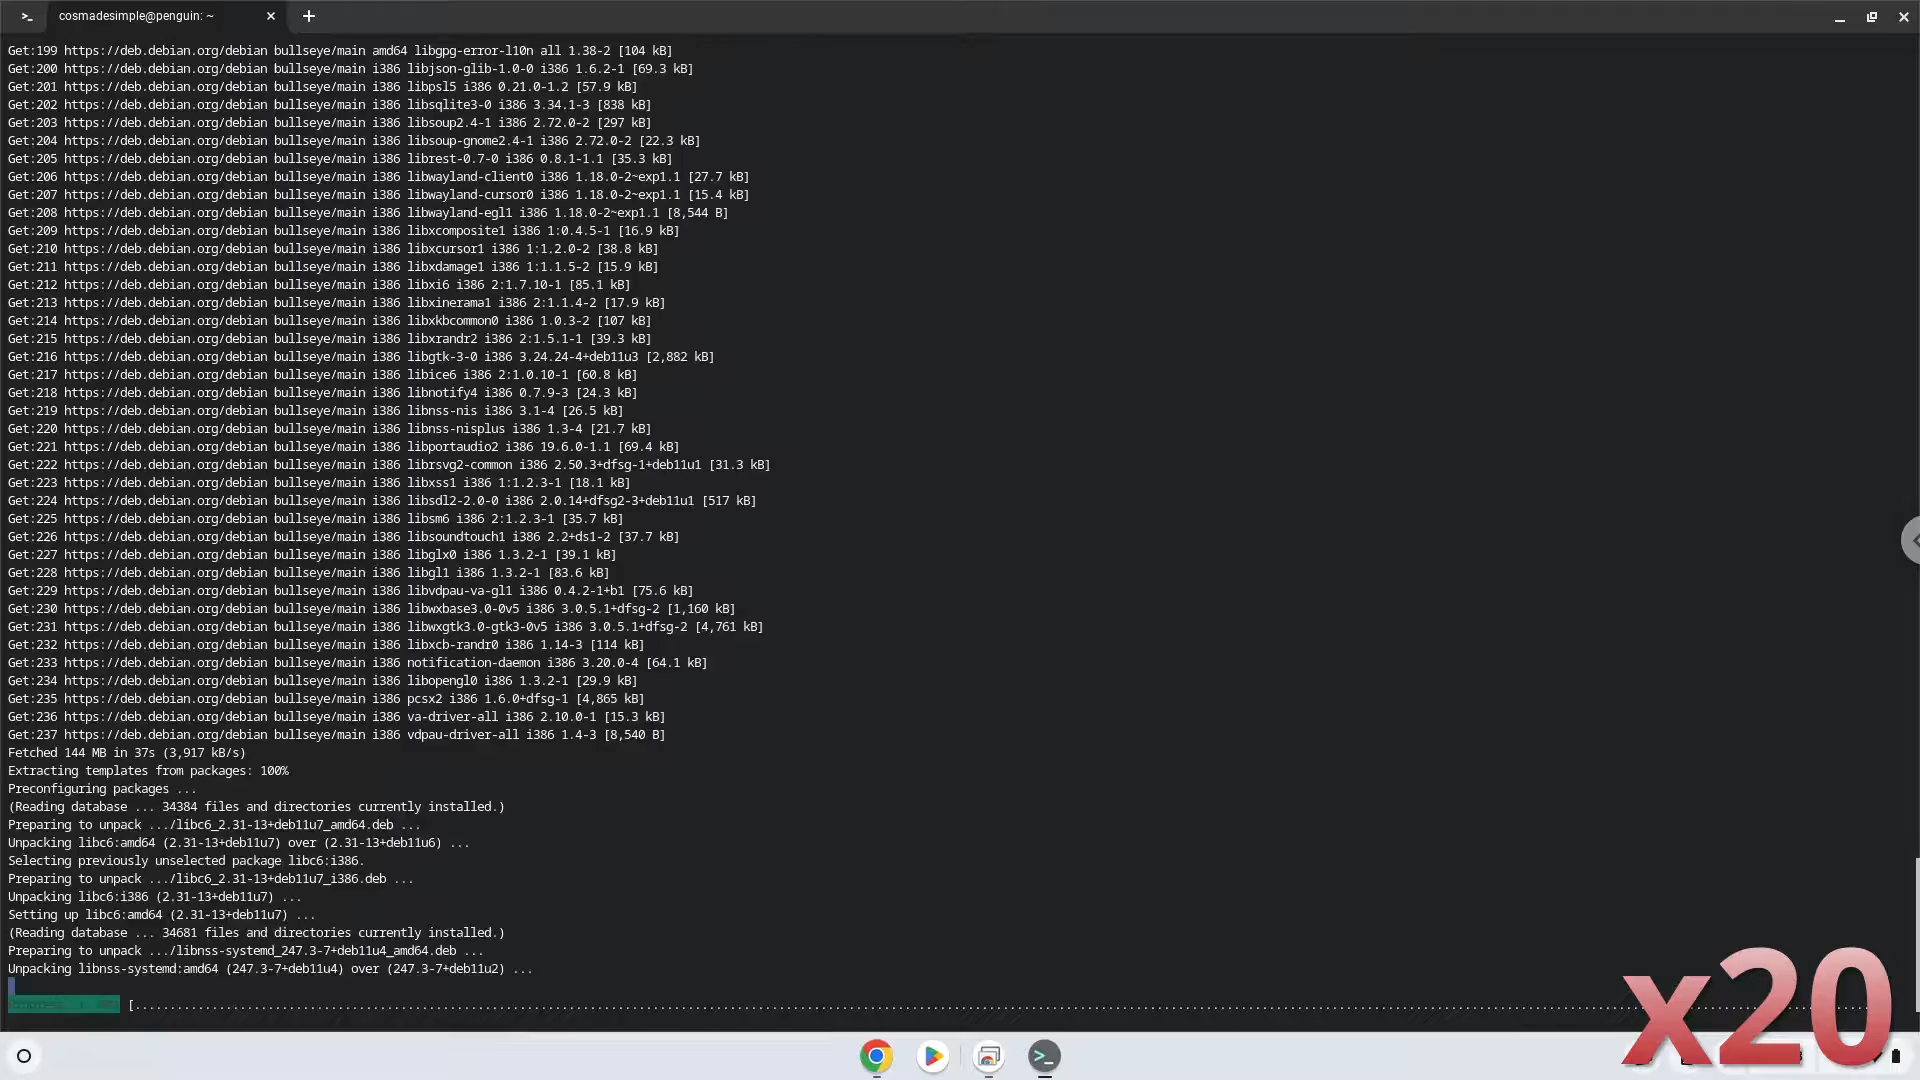 cosmadesimple@penguin: ~
Get:199 https://deb.debian.org/debian bullseye/main amd64 libgpg-error-l10n all 1.38-2 [104 kB]
Get:200 https://deb.debian.org/debian bullseye/main i386 libjson-glib-1.0-0 i386 1.6.2-1 [69.3 kB]
Get:201 https://deb.debian.org/debian bullseye/main i386 libpsl5 i386 0.21.0-1.2 [57.9 kB]
Get:202 https://deb.debian.org/debian bullseye/main i386 libsqlite3-0 i386 3.34.1-3 [838 kB]
Get:203 https://deb.debian.org/debian bullseye/main i386 libsoup2.4-1 i386 2.72.0-2 [297 kB]
Get:204 https://deb.debian.org/debian bullseye/main i386 libsoup-gnome2.4-1 i386 2.72.0-2 [22.3 kB]
Get:205 https://deb.debian.org/debian bullseye/main i386 librest-0.7-0 i386 0.8.1-1.1 [35.3 kB]
Get:206 https://deb.debian.org/debian bullseye/main i386 libwayland-client0 i386 1.18.0-2~exp1.1 [27.7 kB]
Get:207 https://deb.debian.org/debian bullseye/main i386 libwayland-cursor0 i386 1.18.0-2~exp1.1 [15.4 kB]
Get:208 https://deb.debian.org/debian bullseye/main i386 libwayland-egl1 i386 1.18.0-2~exp1.1 [8,544 B]
Get:209 https://deb.debian.org/debian bullseye/main i386 libxcomposite1 i386 1:0.4.5-1 [16.9 kB]
Get:210 https://deb.debian.org/debian bullseye/main i386 libxcursor1 i386 1:1.2.0-2 [38.8 kB]
Get:211 https://deb.debian.org/debian bullseye/main i386 libxdamage1 i386 1:1.1.5-2 [15.9 kB]
Get:212 https://deb.debian.org/debian bullseye/main i386 libxi6 i386 2:1.7.10-1 [85.1 kB]
Get:213 https://deb.debian.org/debian bullseye/main i386 libxinerama1 i386 2:1.1.4-2 [17.9 kB]
Get:214 https://deb.debian.org/debian bullseye/main i386 libxkbcommon0 i386 1.0.3-2 [107 kB]
Get:215 https://deb.debian.org/debian bullseye/main i386 libxrandr2 i386 2:1.5.1-1 [39.3 kB]
Get:216 https://deb.debian.org/debian bullseye/main i386 libgtk-3-0 i386 3.24.24-4+deb11u3 [2,882 kB]
Get:217 https://deb.debian.org/debian bullseye/main i386 libice6 i386 2:1.0.10-1 [60.8 kB]
Get:218 https://deb.debian.org/debian bullseye/main i386 libnotify4 i386 0.7.9-3 [24.3 kB]
Get:219 https://deb.debian.org/debian bullseye/main i386 libnss-nis i386 3.1-4 [26.5 kB]
Get:220 https://deb.debian.org/debian bullseye/main i386 libnss-nisplus i386 1.3-4 [21.7 kB]
Get:221 https://deb.debian.org/debian bullseye/main i386 libportaudio2 i386 19.6.0-1.1 [69.4 kB]
Get:222 https://deb.debian.org/debian bullseye/main i386 librsvg2-common i386 2.50.3+dfsg-1+deb11u1 [31.3 kB]
Get:223 https://deb.debian.org/debian bullseye/main i386 libxss1 i386 1:1.2.3-1 [18.1 kB]
Get:224 https://deb.debian.org/debian bullseye/main i386 libsdl2-2.0-0 i386 2.0.14+dfsg2-3+deb11u1 [517 kB]
Get:225 https://deb.debian.org/debian bullseye/main i386 libsm6 i386 2:1.2.3-1 [35.7 kB]
Get:226 https://deb.debian.org/debian bullseye/main i386 libsoundtouch1 i386 2.2+ds1-2 [37.7 kB]
Get:227 https://deb.debian.org/debian bullseye/main i386 libglx0 i386 1.3.2-1 [39.1 kB]
Get:228 https://deb.debian.org/debian bullseye/main i386 libgl1 i386 1.3.2-1 [83.6 kB]
Get:229 https://deb.debian.org/debian bullseye/main i386 libvdpau-va-gl1 i386 0.4.2-1+b1 [75.6 kB]
Get:230 https://deb.debian.org/debian bullseye/main i386 libwxbase3.0-0v5 i386 3.0.5.1+dfsg-2 [1,160 kB]
Get:231 https://deb.debian.org/debian bullseye/main i386 libwxgtk3.0-gtk3-0v5 i386 3.0.5.1+dfsg-2 [4,761 kB]
Get:232 https://deb.debian.org/debian bullseye/main i386 libxcb-randr0 i386 1.14-3 [114 kB]
Get:233 https://deb.debian.org/debian bullseye/main i386 notification-daemon i386 3.20.0-4 [64.1 kB]
Get:234 https://deb.debian.org/debian bullseye/main i386 libopengl0 i386 1.3.2-1 [29.9 kB]
Get:235 https://deb.debian.org/debian bullseye/main i386 pcsx2 i386 1.6.0+dfsg-1 [4,865 kB]
Get:236 https://deb.debian.org/debian bullseye/main i386 va-driver-all i386 2.10.0-1 [15.3 kB]
Get:237 https://deb.debian.org/debian bullseye/main i386 vdpau-driver-all i386 1.4-3 [8,540 B]
Fetched 144 MB in 37s (3,917 kB/s)
Extracting templates from packages: 100%
Preconfiguring packages ...
(Reading database ... 34384 files and directories currently installed.)
Preparing to unpack .../libc6_2.31-13+deb11u7_amd64.deb ...
Unpacking libc6:amd64 (2.31-13+deb11u7) over (2.31-13+deb11u6) ...
Selecting previously unselected package libc6:i386.
Preparing to unpack .../libc6_2.31-13+deb11u7_i386.deb ...
Unpacking libc6:i386 (2.31-13+deb11u7) ...
Setting up libc6:amd64 (2.31-13+deb11u7) ...
(Reading database ... 34681 files and directories currently installed.)
Preparing to unpack .../libnss-systemd_247.3-7+deb11u4_amd64.deb ...
Unpacking libnss-systemd:amd64 (247.3-7+deb11u4) over (247.3-7+deb11u2) ...
x20